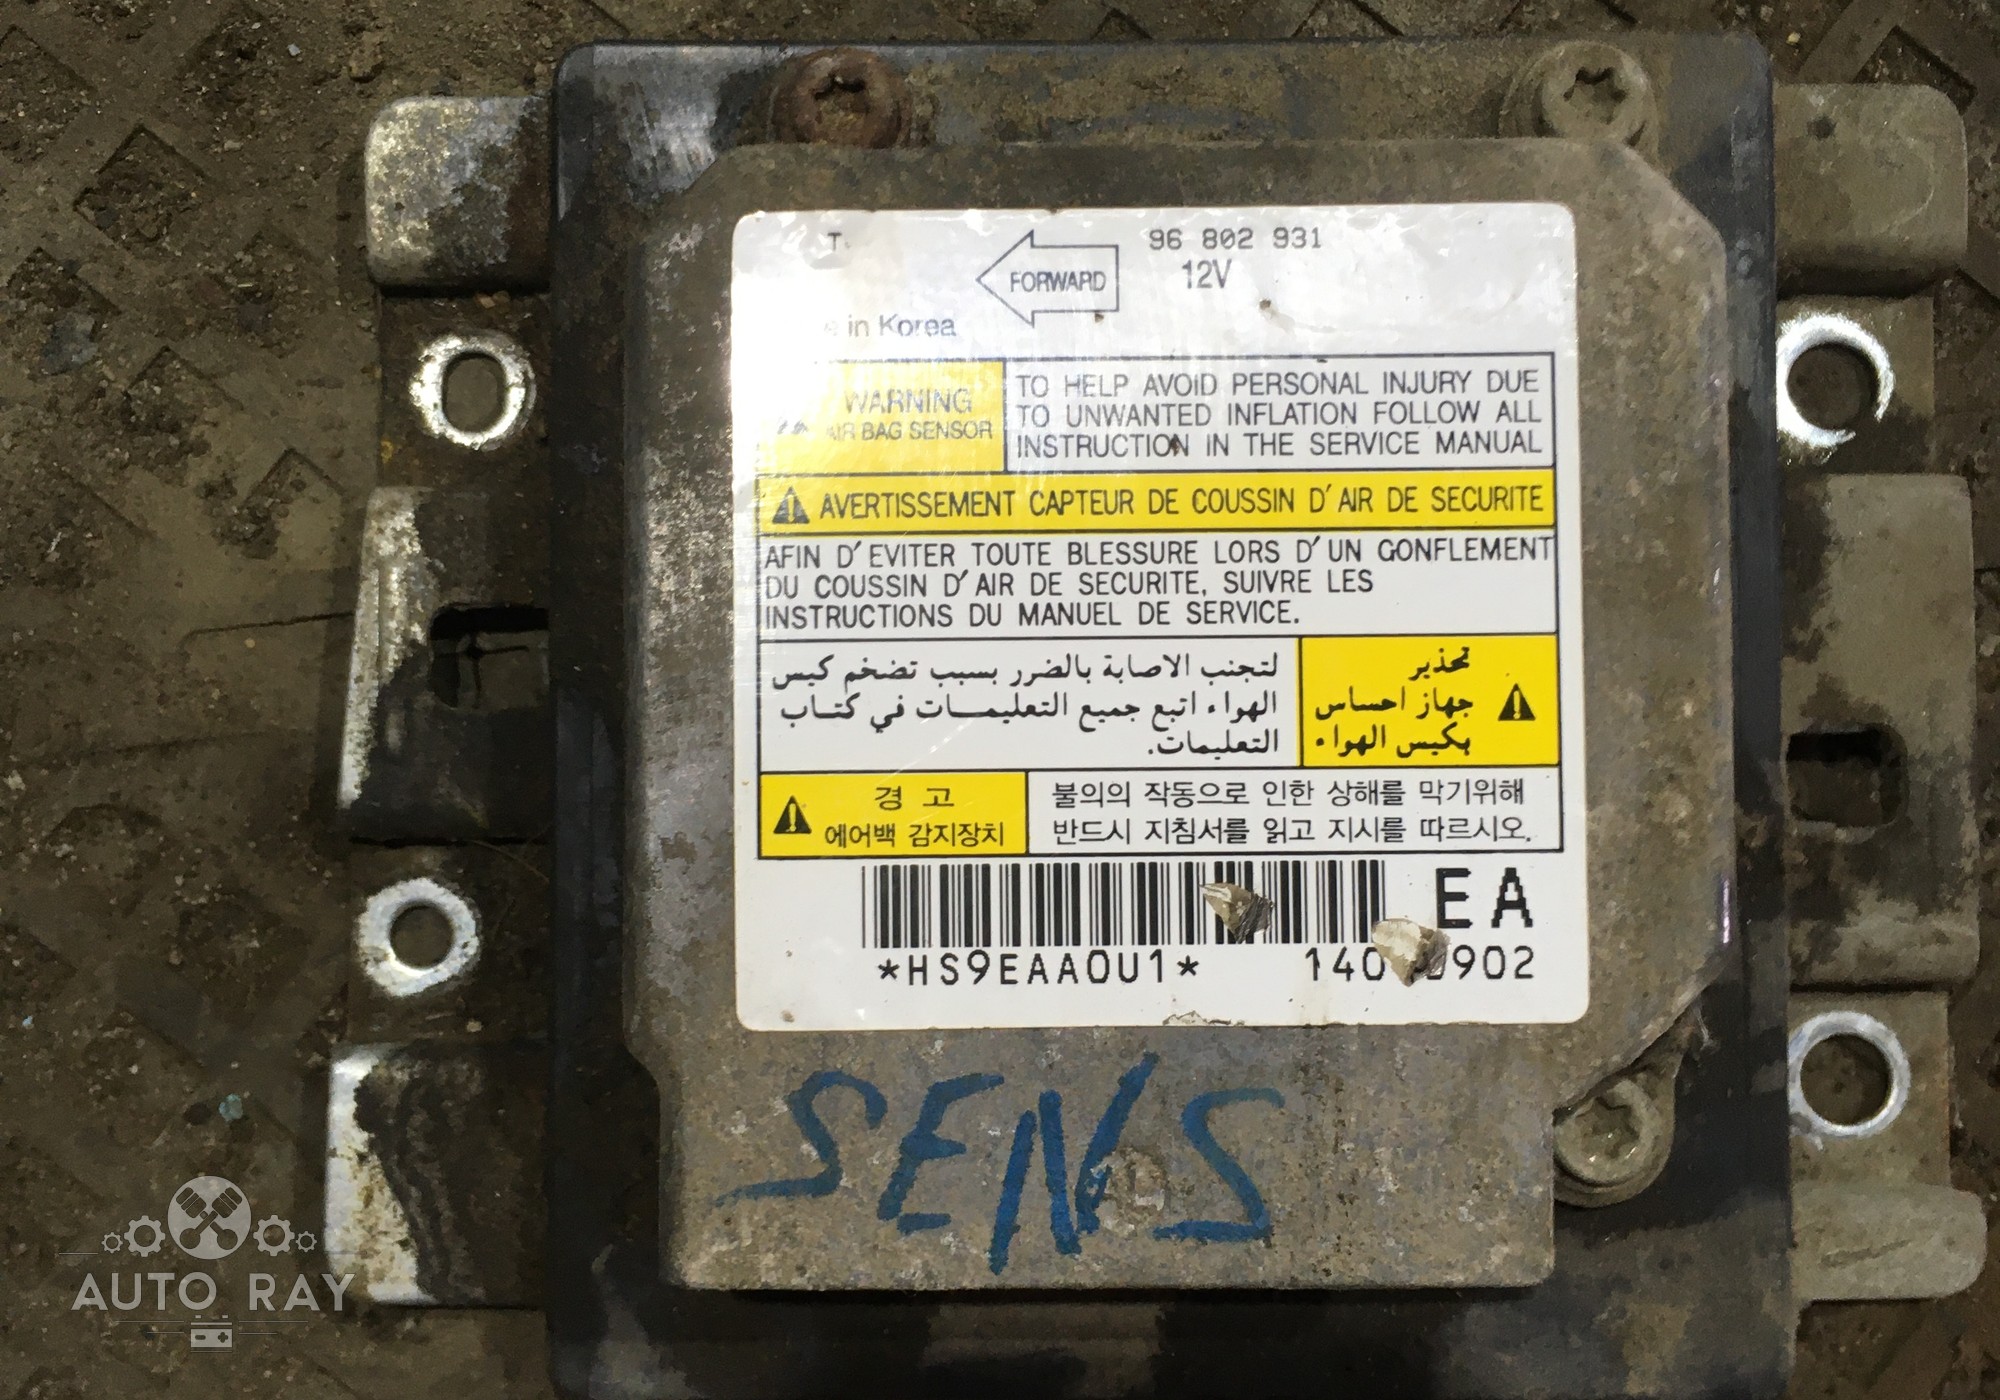 96 802 931
FORWARD
12V
in Korea
WARNING
AIR BAG SENSOR
TO HELP AVOID PERSONAL INJURY DUE
TO UNWANTED INFLATION FOLLOW ALL
INSTRUCTION IN THE SERVICE MANUAL
AVERTISSEMENT CAPTEUR DE COUSSIN D'AIR DE SECURITE
AFIN D'EVITER TOUTE BLESSURE LORS D'UN GONFLEMENT
DU COUSSIN D'AIR DE SECURITE, SUIVRE LES
INSTRUCTIONS DU MANUEL DE SERVICE.
تحذير
جهاز احساس
بكيس الهواء
لتجنب الاصابة بالضرر بسبب تضخم كيس
الهواء اتبع جميع التعليمــات في كتــاب
التعليمات.
경 고
에어백 감지장치
불의의 작동으로 인한 상해를 막기위해
반드시 지침서를 읽고 지시를 따르시오.
EA
*HS9EAA0U1*
SENS
AUTO RAY